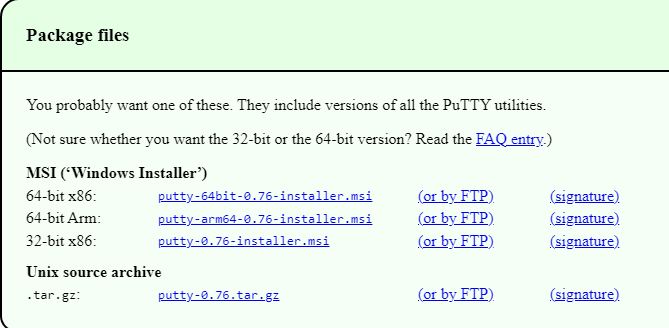 Package files
You probably want one of these. They include versions of all the PuTTY utilities.
(Not sure whether you want the 32-bit or the 64-bit version? Read the FAQ entry.)
MSI (‘Windows Installer’)
64-bit x86: putty-64bit-0.76-installer.msi (or by FTP) (signature)
64-bit Arm: putty-arm64-0.76-installer.msi (or by FTP) (signature)
32-bit x86: putty-0.76-installer.msi (or by FTP) (signature)
Unix source archive
.tar.gz: putty-0.76.tar.gz (or by FTP) (signature)